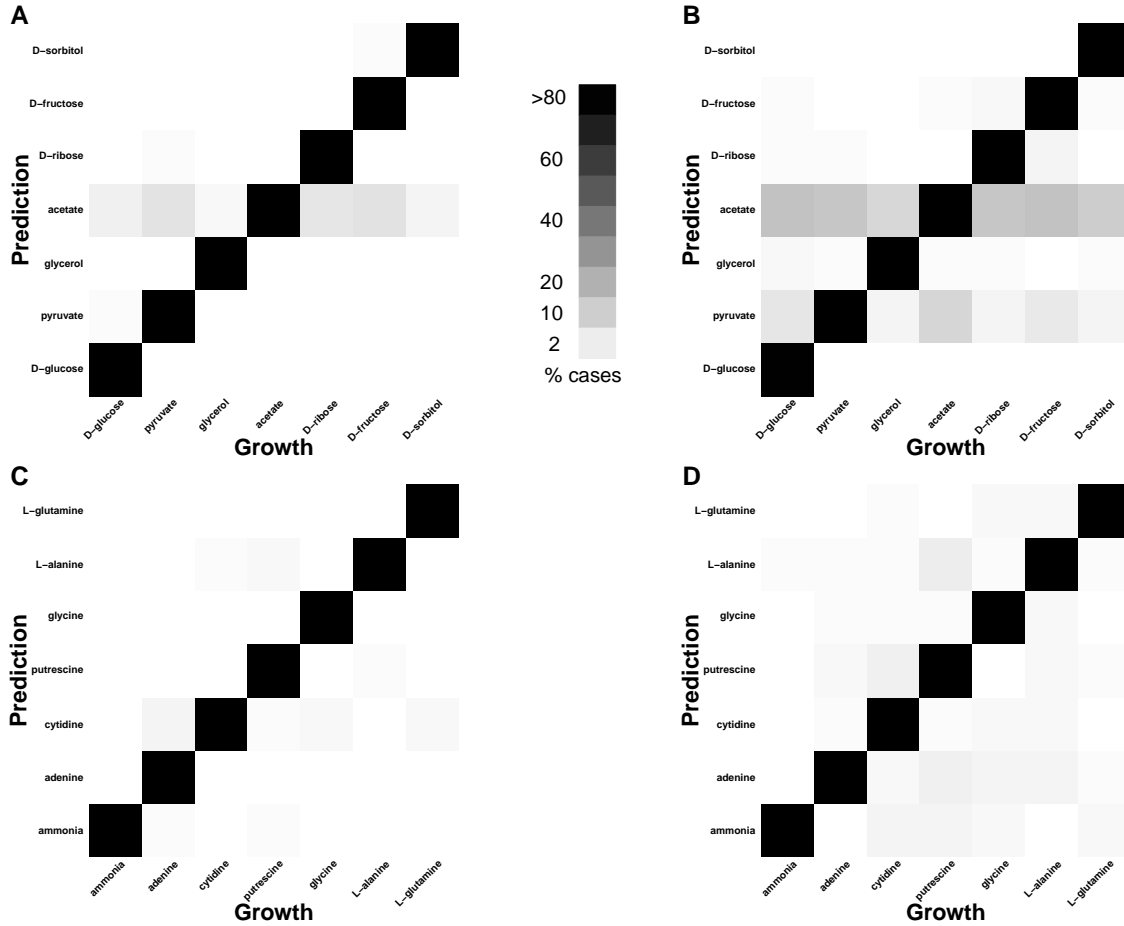 A
Prediction
D−sorbitol
D−fructose
D−ribose
acetate
glycerol
pyruvate
D−glucose
D−glucose
pyruvate
glycerol
acetate
D−ribose
D−fructose
D−sorbitol
Growth
>80
60
40
20
10
2
% cases
B
Prediction
D−sorbitol
D−fructose
D−ribose
acetate
glycerol
pyruvate
D−glucose
D−glucose
pyruvate
glycerol
acetate
D−ribose
D−fructose
D−sorbitol
Growth
C
Prediction
L−glutamine
L−alanine
glycine
putrescine
cytidine
adenine
ammonia
ammonia
adenine
cytidine
putrescine
glycine
L−alanine
L−glutamine
Growth
D
Prediction
L−glutamine
L−alanine
glycine
putrescine
cytidine
adenine
ammonia
ammonia
adenine
cytidine
putrescine
glycine
L−alanine
L−glutamine
Growth